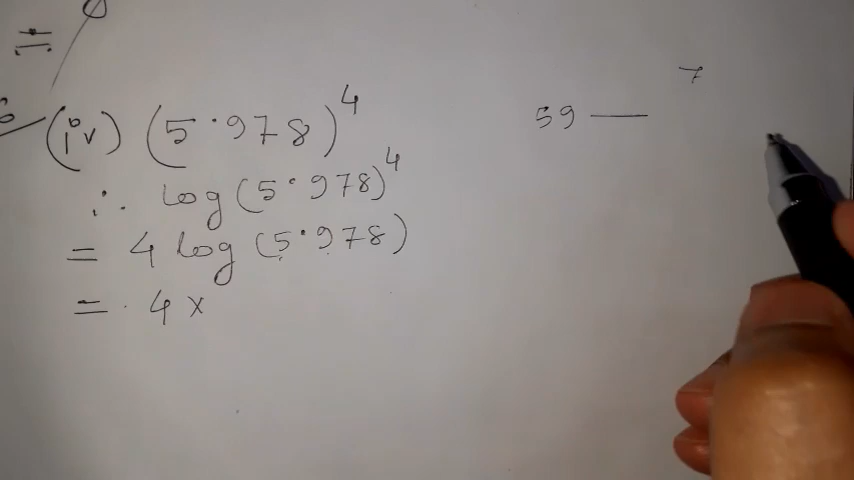 (iv) (5.978)^4
∴ log (5.978)^4
= 4 log (5.978)
= 4 x
7
59 —